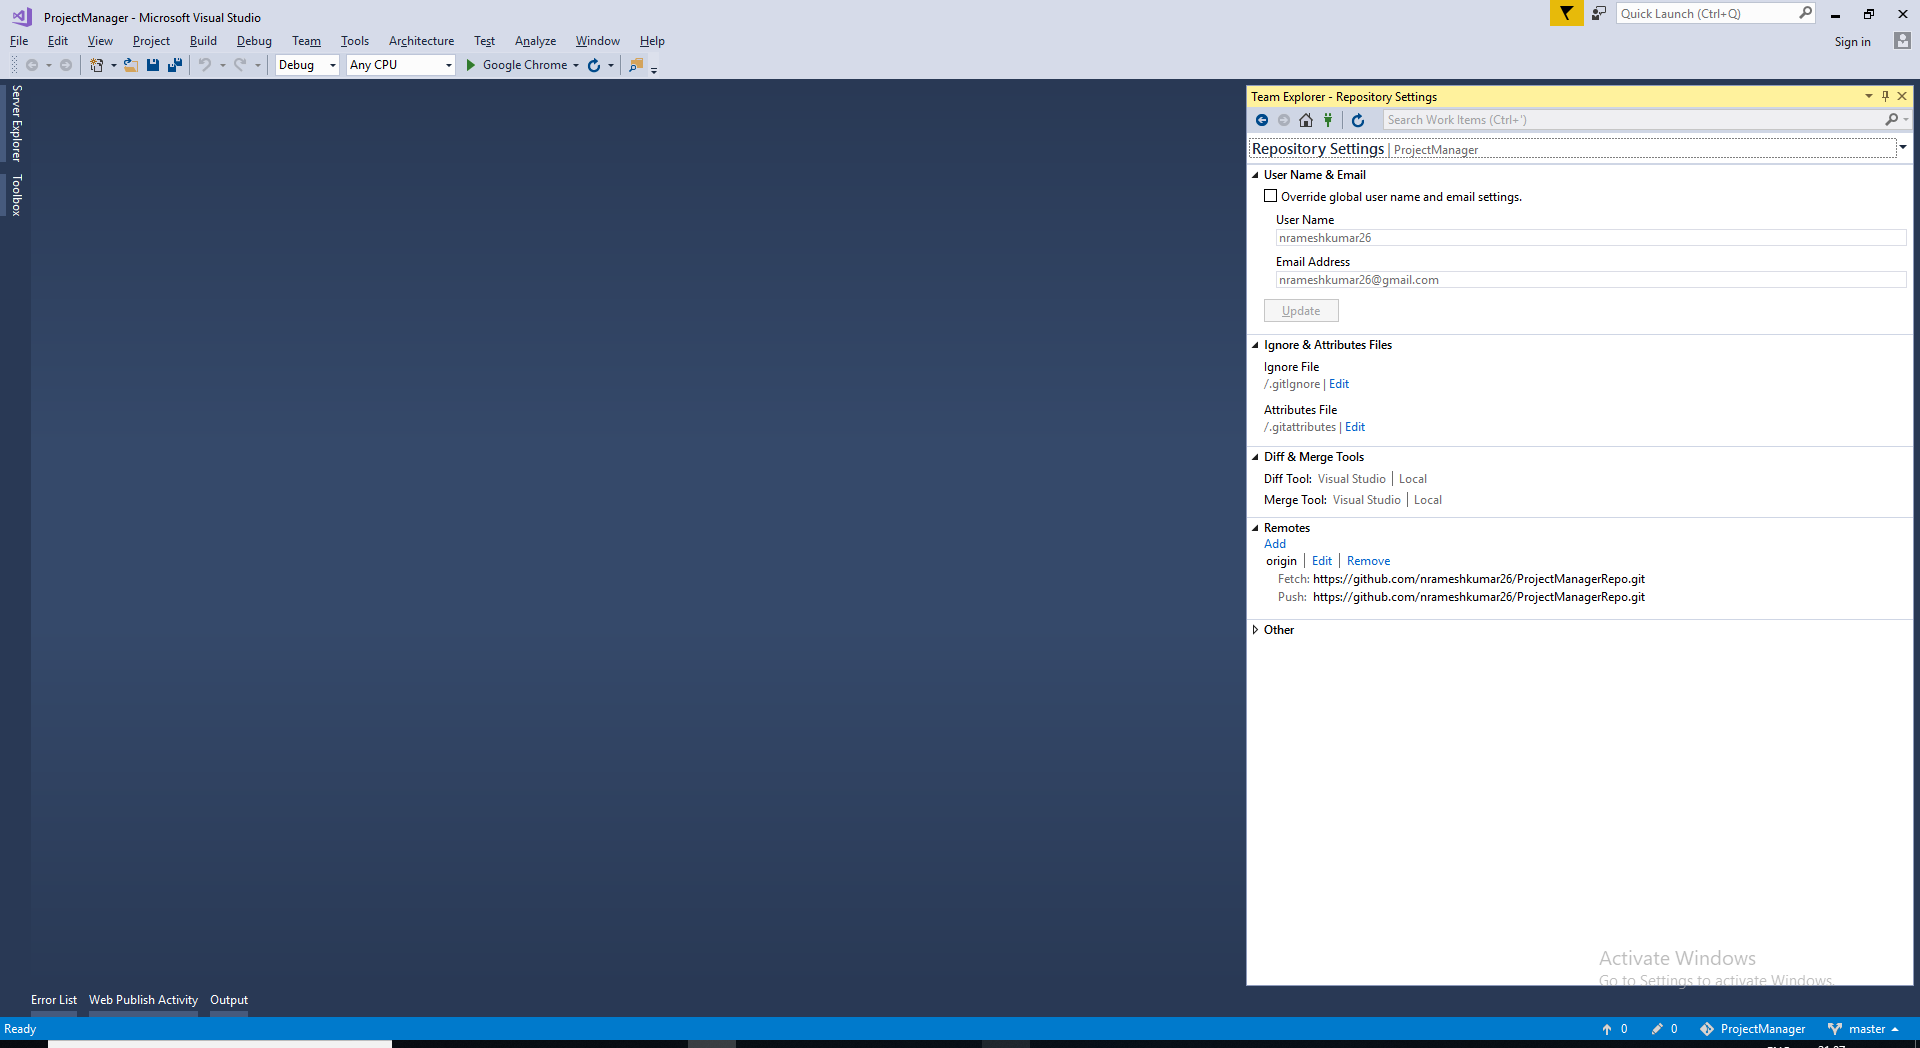 ProjectManager - Microsoft Visual Studio
Quick Launch (Ctrl+Q)
File Edit View Project Build Debug Team Tools Architecture Test Analyze Window Help
Sign in
Debug Any CPU Google Chrome
Server Explorer
Toolbox
Team Explorer - Repository Settings
Search Work Items (Ctrl+')
Repository Settings | ProjectManager
User Name & Email
Override global user name and email settings.
User Name
nrameshkumar26
Email Address
nrameshkumar26@gmail.com
Update
Ignore & Attributes Files
Ignore File
/.gitIgnore | Edit
Attributes File
/.gitattributes | Edit
Diff & Merge Tools
Diff Tool: Visual Studio | Local
Merge Tool: Visual Studio | Local
Remotes
Add
origin | Edit | Remove
Fetch: https://github.com/nrameshkumar26/ProjectManagerRepo.git
Push: https://github.com/nrameshkumar26/ProjectManagerRepo.git
Other
Activate Windows
Go to Settings to activate Windows.
Error List Web Publish Activity Output
Ready
0 0 ProjectManager master